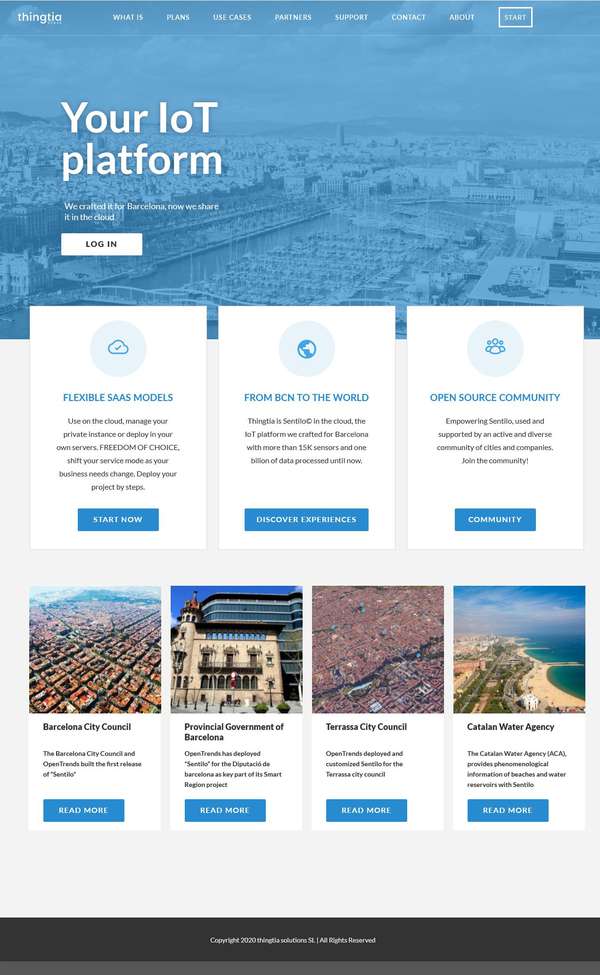 thingtia
WHAT IS PLANS USE CASES PARTNERS SUPPORT CONTACT ABOUT START
Your IoT
platform
We crafted it for Barcelona, now we share
it in the cloud
LOG IN
FLEXIBLE SAAS MODELS
Use on the cloud, manage your
private instance or deploy in your
own servers. FREEDOM OF CHOICE,
shift your service mode as your
business needs change. Deploy your
project by steps.
START NOW
FROM BCN TO THE WORLD
Thingtia is Sentilo© in the cloud, the
IoT platform we crafted for Barcelona
with more than 15K sensors and one
bilion of data processed until now.
DISCOVER EXPERIENCES
OPEN SOURCE COMMUNITY
Empowering Sentilo, used and
supported by an active and diverse
community of cities and companies.
Join the community!
COMMUNITY
Barcelona City Council
The Barcelona City Council and
OpenTrends built the first release
of "Sentilo"
READ MORE
Provincial Government of
Barcelona
OpenTrends has deployed
"Sentilo" for the Diputació de
barcelona as key part of its Smart
Region project
READ MORE
Terrassa City Council
OpenTrends deployed and
customized Sentilo for the
Terrassa city council
READ MORE
Catalan Water Agency
The Catalan Water Agency (ACA),
provides phenomenological
information of beaches and water
reservoirs with Sentilo
READ MORE
Copyright 2020 thingtia solutions SL | All Rights Reserved